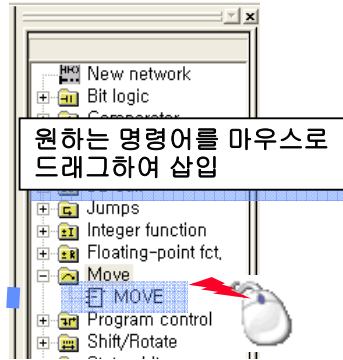 New network
Bit logic
원하는 명령어를 마우스로
드래그하여 삽입
Jumps
Integer function
Floating-point fct.
Move
MOVE
Program control
Shift/Rotate